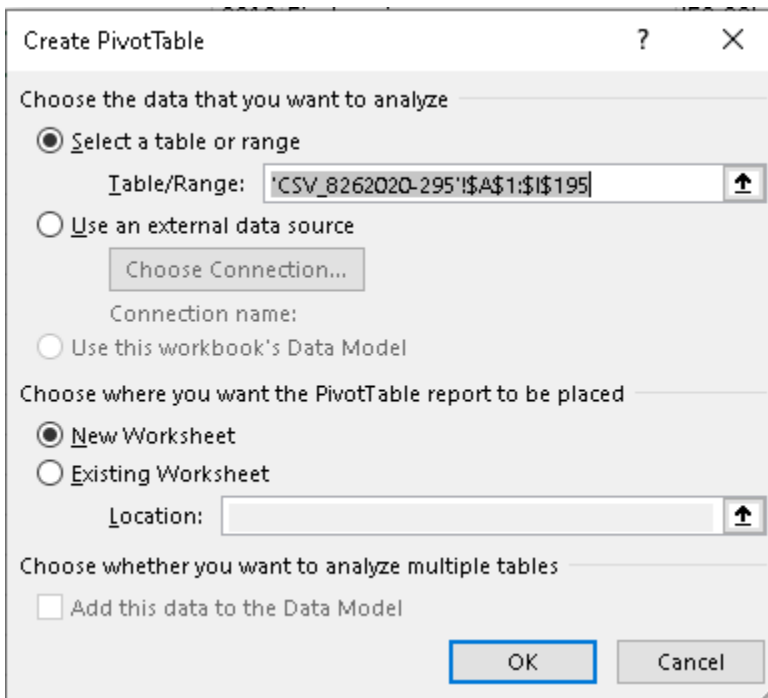 Create PivotTable ?
Choose the data that you want to analyze
Select a table or range
Table/Range: 'CSV_8262020-295'!$A$1:$I$195
Use an external data source
Choose Connection...
Connection name:
Use this workbook's Data Model
Choose where you want the PivotTable report to be placed
New Worksheet
Existing Worksheet
Location:
Choose whether you want to analyze multiple tables
Add this data to the Data Model
OK Cancel